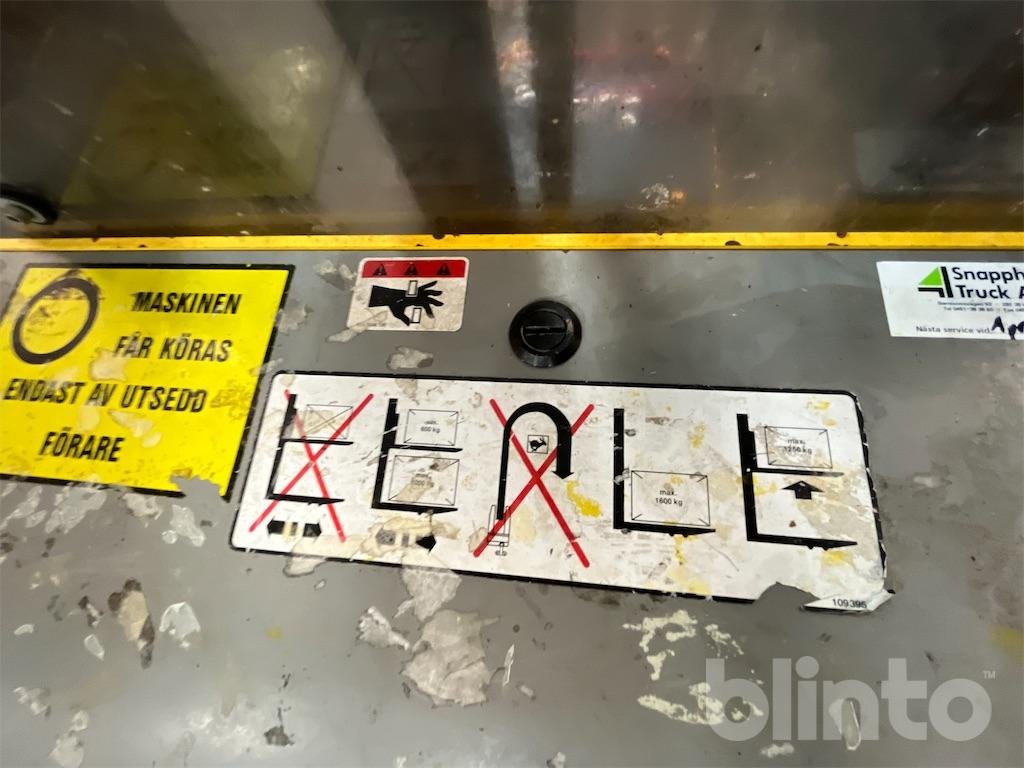 MASKINEN
FÅR KÖRAS
ENDAST AV UTSEDD
FÖRARE
Snapph
Truck A
Nästa service vid:
600 kg
max.
1600 kg
max.
1250 kg
109395
blinto™